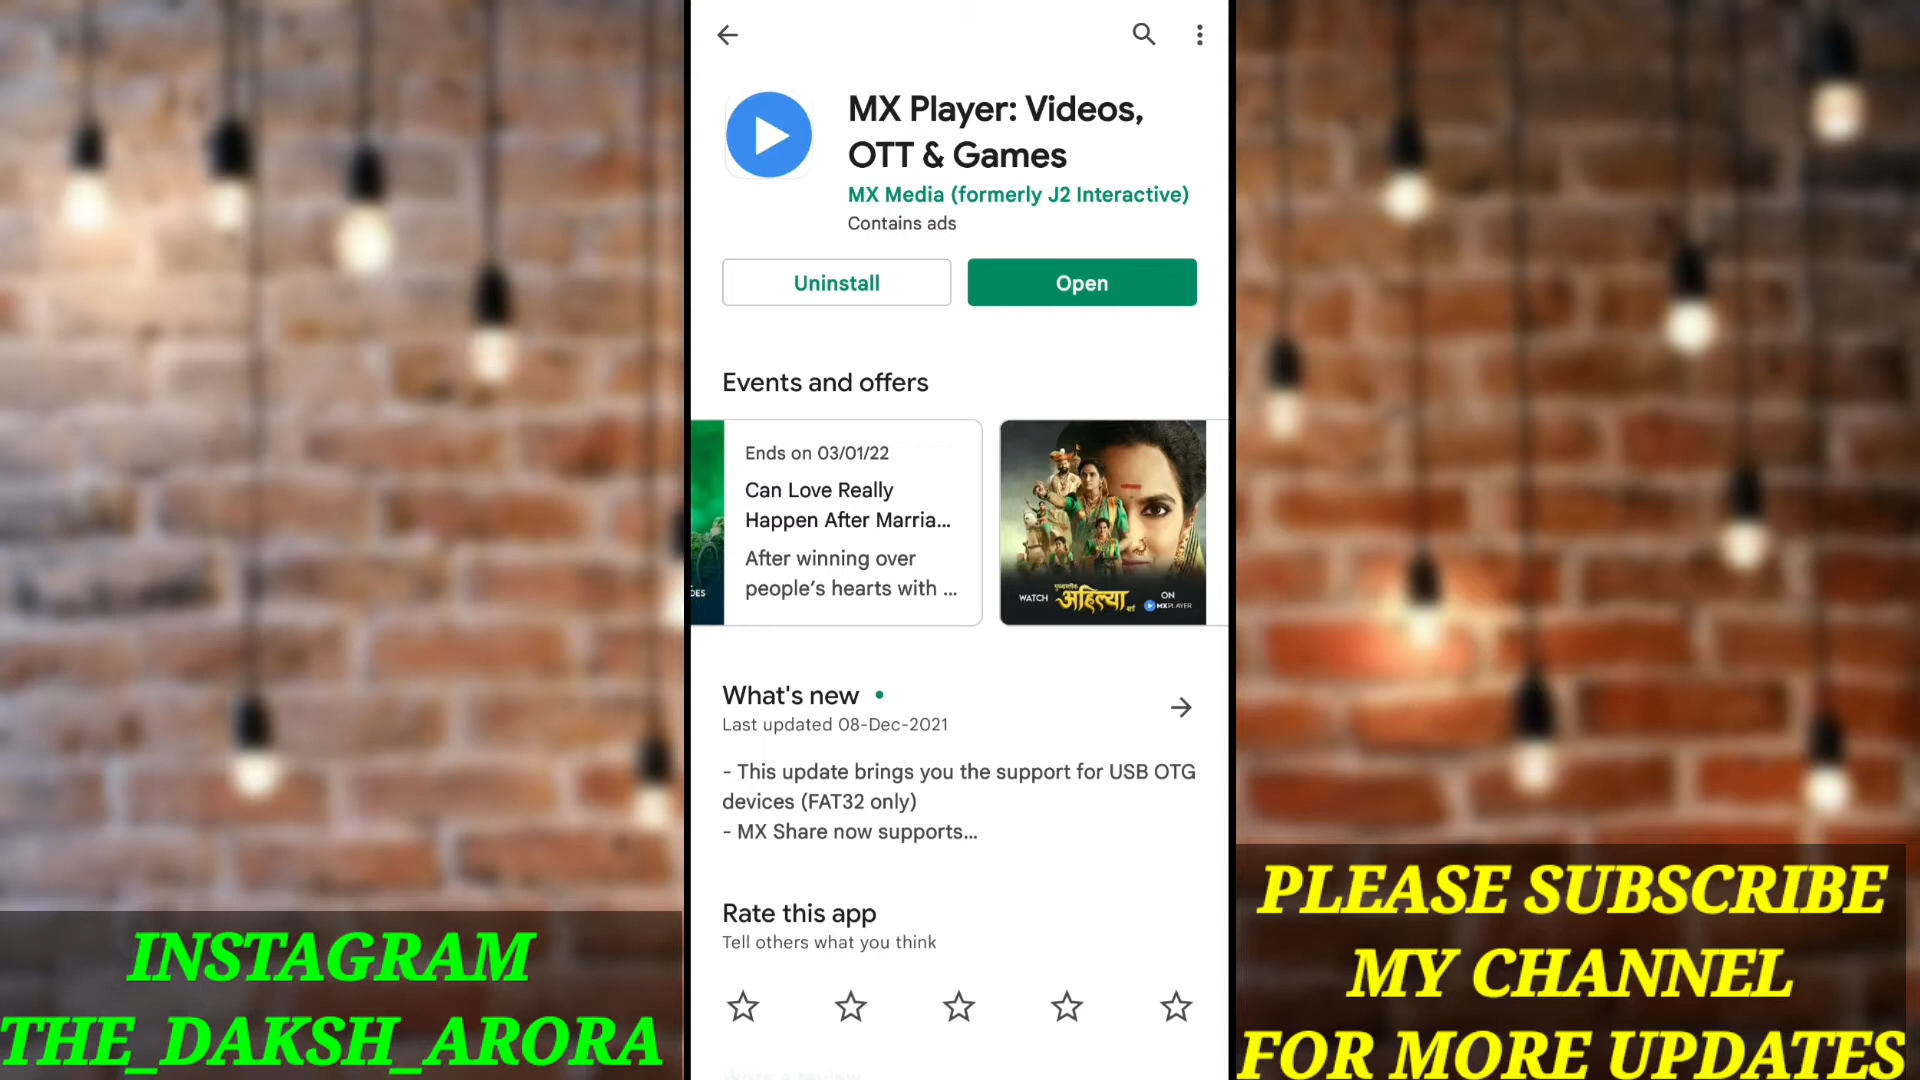 MX Player: Videos,
OTT & Games
MX Media (formerly J2 Interactive)
Contains ads
Uninstall
Open
Events and offers
Ends on 03/01/22
Can Love Really
Happen After Marria...
After winning over
people's hearts with ...
WATCH
अहिल्या
ON
MXPLAYER
What's new
Last updated 08-Dec-2021
- This update brings you the support for USB OTG
devices (FAT32 only)
- MX Share now supports...
Rate this app
Tell others what you think
INSTAGRAM
THE_DAKSH_ARORA
PLEASE SUBSCRIBE
MY CHANNEL
FOR MORE UPDATES